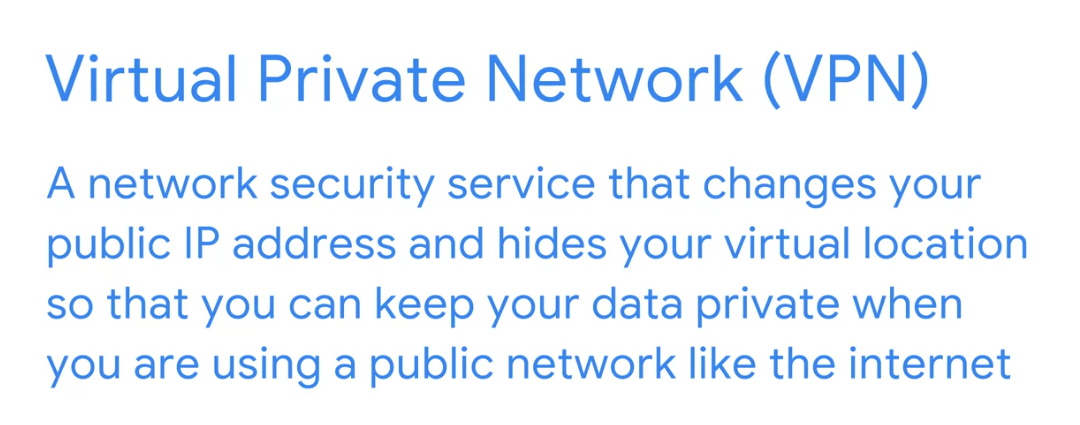 Virtual Private Network (VPN)
A network security service that changes your
public IP address and hides your virtual location
so that you can keep your data private when
you are using a public network like the internet